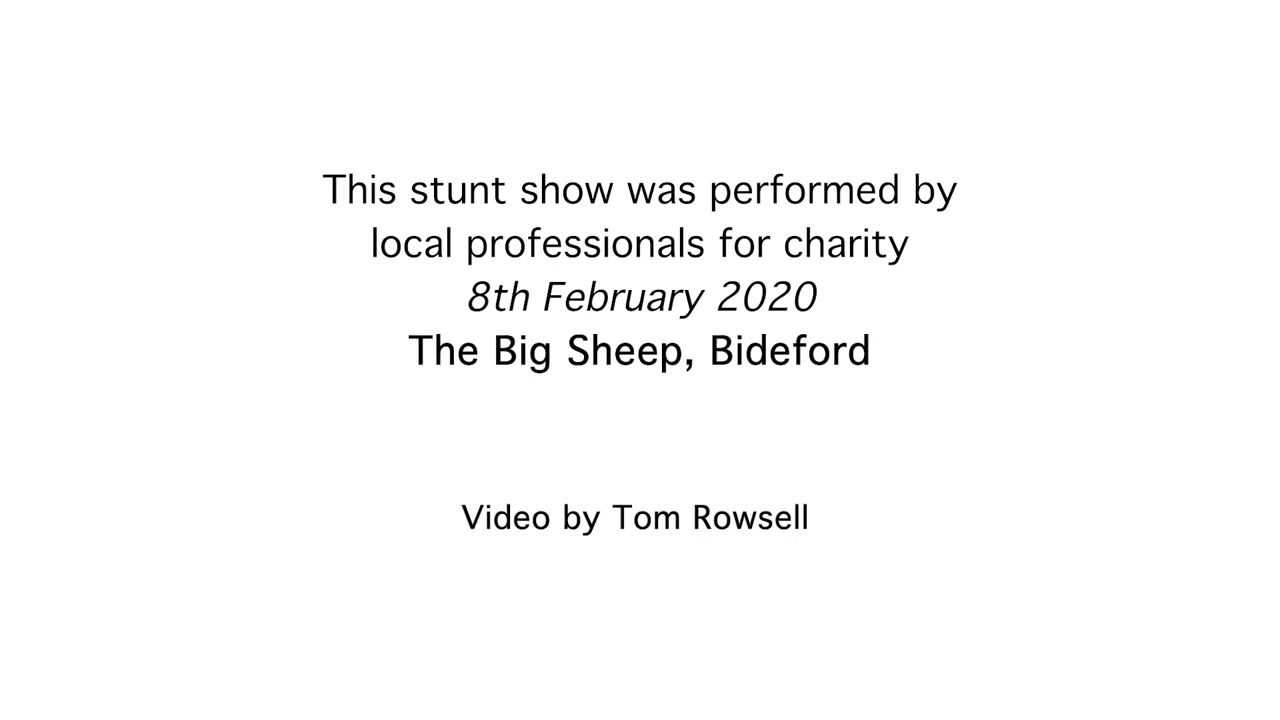 This stunt show was performed by
local professionals for charity
8th February 2020
The Big Sheep, Bideford
Video by Tom Rowsell